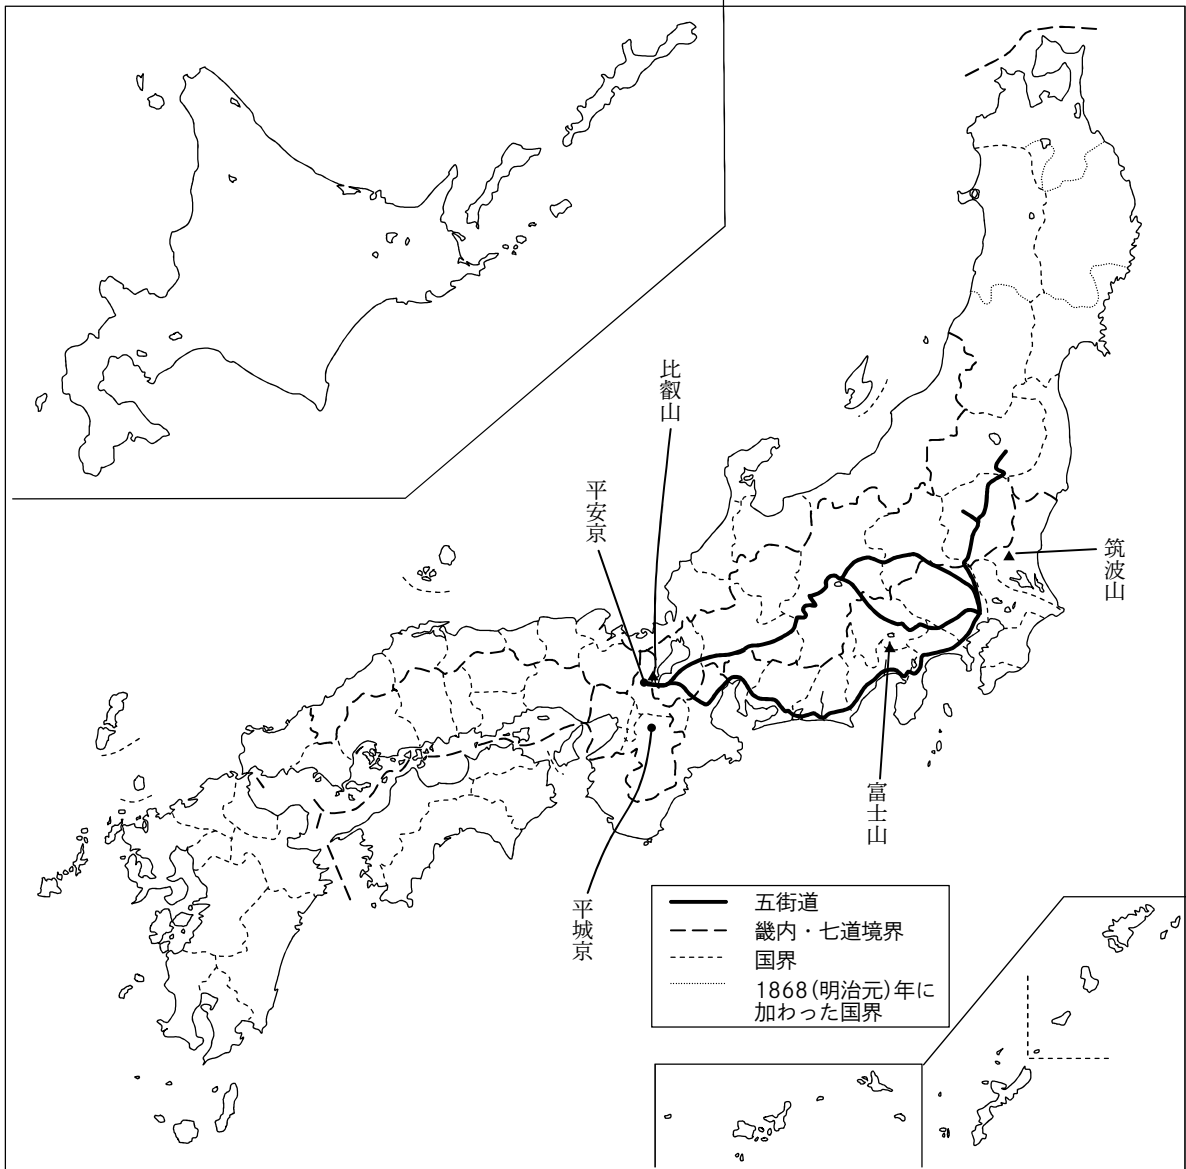 比叡山
平安京
筑波山
富士山
平城京
五街道
畿内・七道境界
国界
1868(明治元)年に
加わった国界